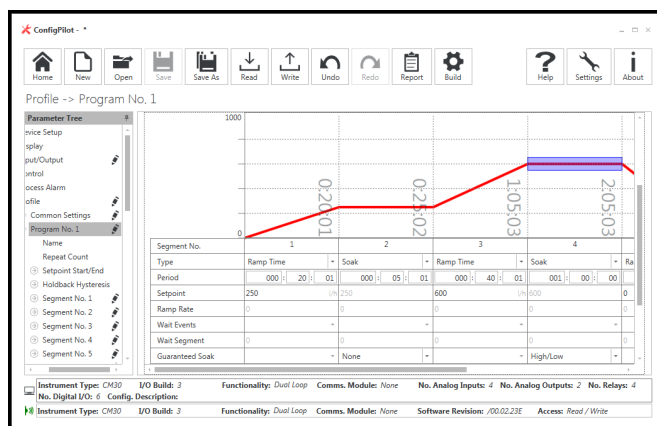 ConfigPilot - *
Home New Open Save Save As Read Write Undo Redo Report Build Help Settings About
Profile -> Program No. 1
Parameter Tree
evice Setup
splay
put/Output
ontrol
ocess Alarm
ofile
Common Settings
Program No. 1
Name
Repeat Count
Setpoint Start/End
Holdback Hysteresis
Segment No. 1
Segment No. 2
Segment No. 3
Segment No. 4
Segment No. 5
1000
0
0:20:01
0:25:02
1:05:03
2:05:03
Segment No. 1 2 3 4
Type Ramp Time Soak Ramp Time Soak Ra
Period 000 : 20 : 01 000 : 05 : 01 000 : 40 : 01 001 : 00 : 00
Setpoint 250 l/h 250 600 l/h 600 0
Ramp Rate 0 0 0 0 0
Wait Events
Wait Segment 0 0 0 0 0
Guaranteed Soak None High/Low
Instrument Type: CM30 I/O Build: 3 Functionality: Dual Loop Comms. Module: None No. Analog Inputs: 4 No. Analog Outputs: 2 No. Relays: 4
No. Digital I/O: 6 Config. Description:
Instrument Type: CM30 I/O Build: 3 Functionality: Dual Loop Comms. Module: None Software Revision: /00.02.23E Access: Read / Write